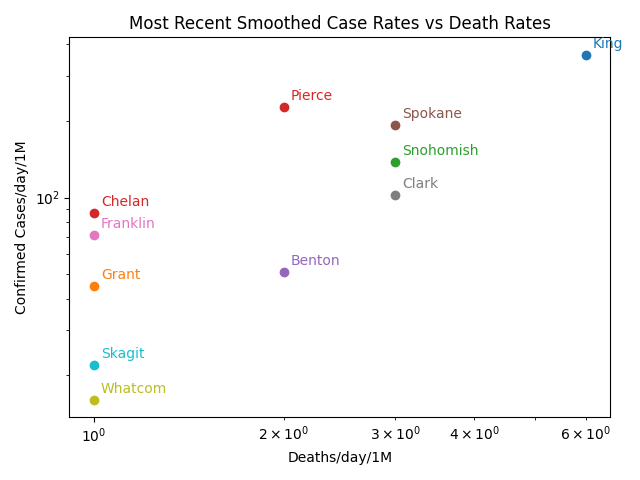 Most Recent Smoothed Case Rates vs Death Rates
King
Pierce
Spokane
Snohomish
Clark
Chelan
Franklin
Benton
Grant
Skagit
Whatcom
Confirmed Cases/day/1M
10²
10⁰
2 × 10⁰
3 × 10⁰
4 × 10⁰
6 × 10⁰
Deaths/day/1M